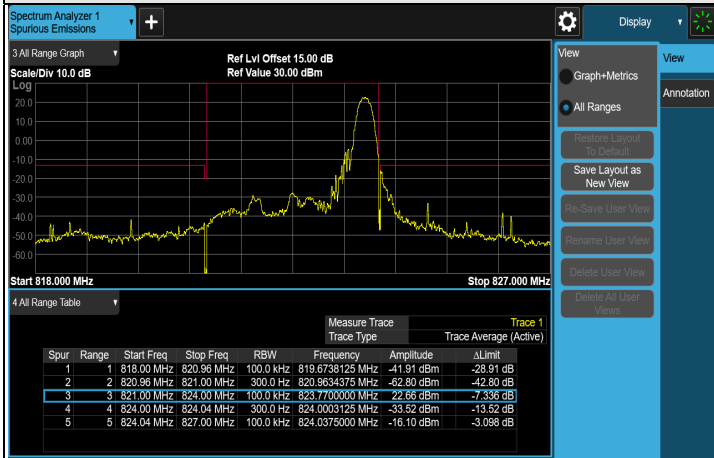 Spectrum Analyzer 1
Spurious Emissions
+
Display
3 All Range Graph
Ref Lvl Offset 15.00 dB
Scale/Div 10.0 dB
Ref Value 30.00 dBm
Log
20.0
10.0
0.00
-10.0
-20.0
-30.0
-40.0
-50.0
-60.0
Start 818.000 MHz
Stop 827.000 MHz
View
Graph+Metrics
All Ranges
Restore Layout
To Default
Save Layout as
New View
Re-Save User View
Rename User View
Delete User View
Delete All User
Views
View
Annotation
4 All Range Table
Measure Trace Trace 1
Trace Type Trace Average (Active)
Spur Range Start Freq Stop Freq RBW Frequency Amplitude ΔLimit
1 1 818.00 MHz 820.96 MHz 100.0 kHz 819.6738125 MHz -41.91 dBm -28.91 dB
2 2 820.96 MHz 821.00 MHz 300.0 Hz 820.9634375 MHz -62.80 dBm -42.80 dB
3 3 821.00 MHz 824.00 MHz 100.0 kHz 823.7700000 MHz 22.66 dBm -7.336 dB
4 4 824.00 MHz 824.04 MHz 300.0 Hz 824.0003125 MHz -33.52 dBm -13.52 dB
5 5 824.04 MHz 827.00 MHz 100.0 kHz 824.0375000 MHz -16.10 dBm -3.098 dB